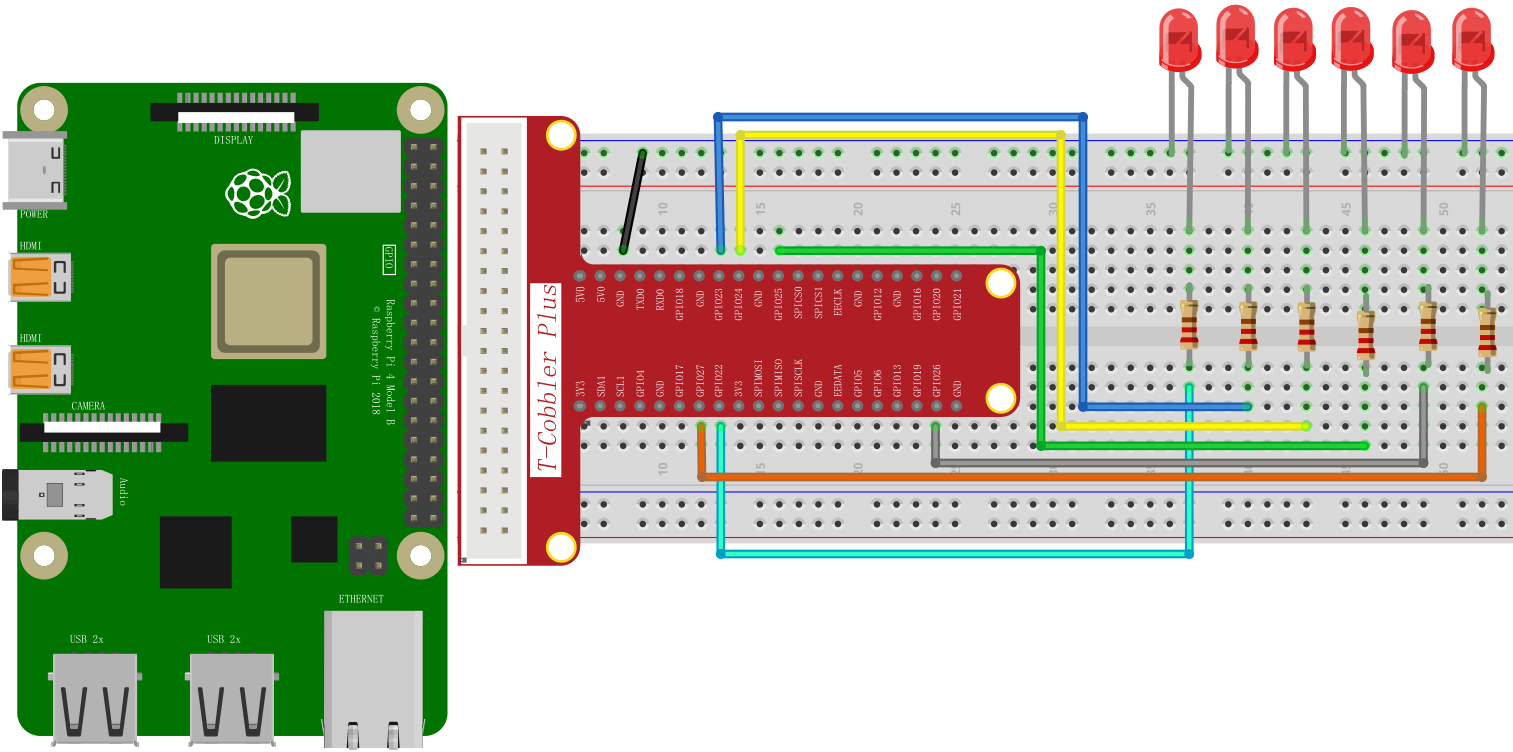 DISPLAY
POWER
HDMI
HDMI
CAMERA
Audio
GPIO
Raspberry Pi 4 Model B
© Raspberry Pi 2018
ETHERNET
USB 2x
USB 2x
T-Cobbler Plus
5V0 5V0 GND TXD0 RXD0 GPIO18 GND GPIO23 GPIO24 GND GPIO25 SPICS0 SPICS1 EECLK GND GPIO12 GND GPIO16 GPIO20 GPIO21
3V3 SDA1 SCL1 GPIO4 GND GPIO17 GPIO27 GPIO22 3V3 SPIMOSI SPIMISO SPISCLK GND EEDATA GPIO5 GPIO6 GPIO13 GPIO19 GPIO26 GND
10 15 20 25 30 35 45 50
10 15 20 35 50